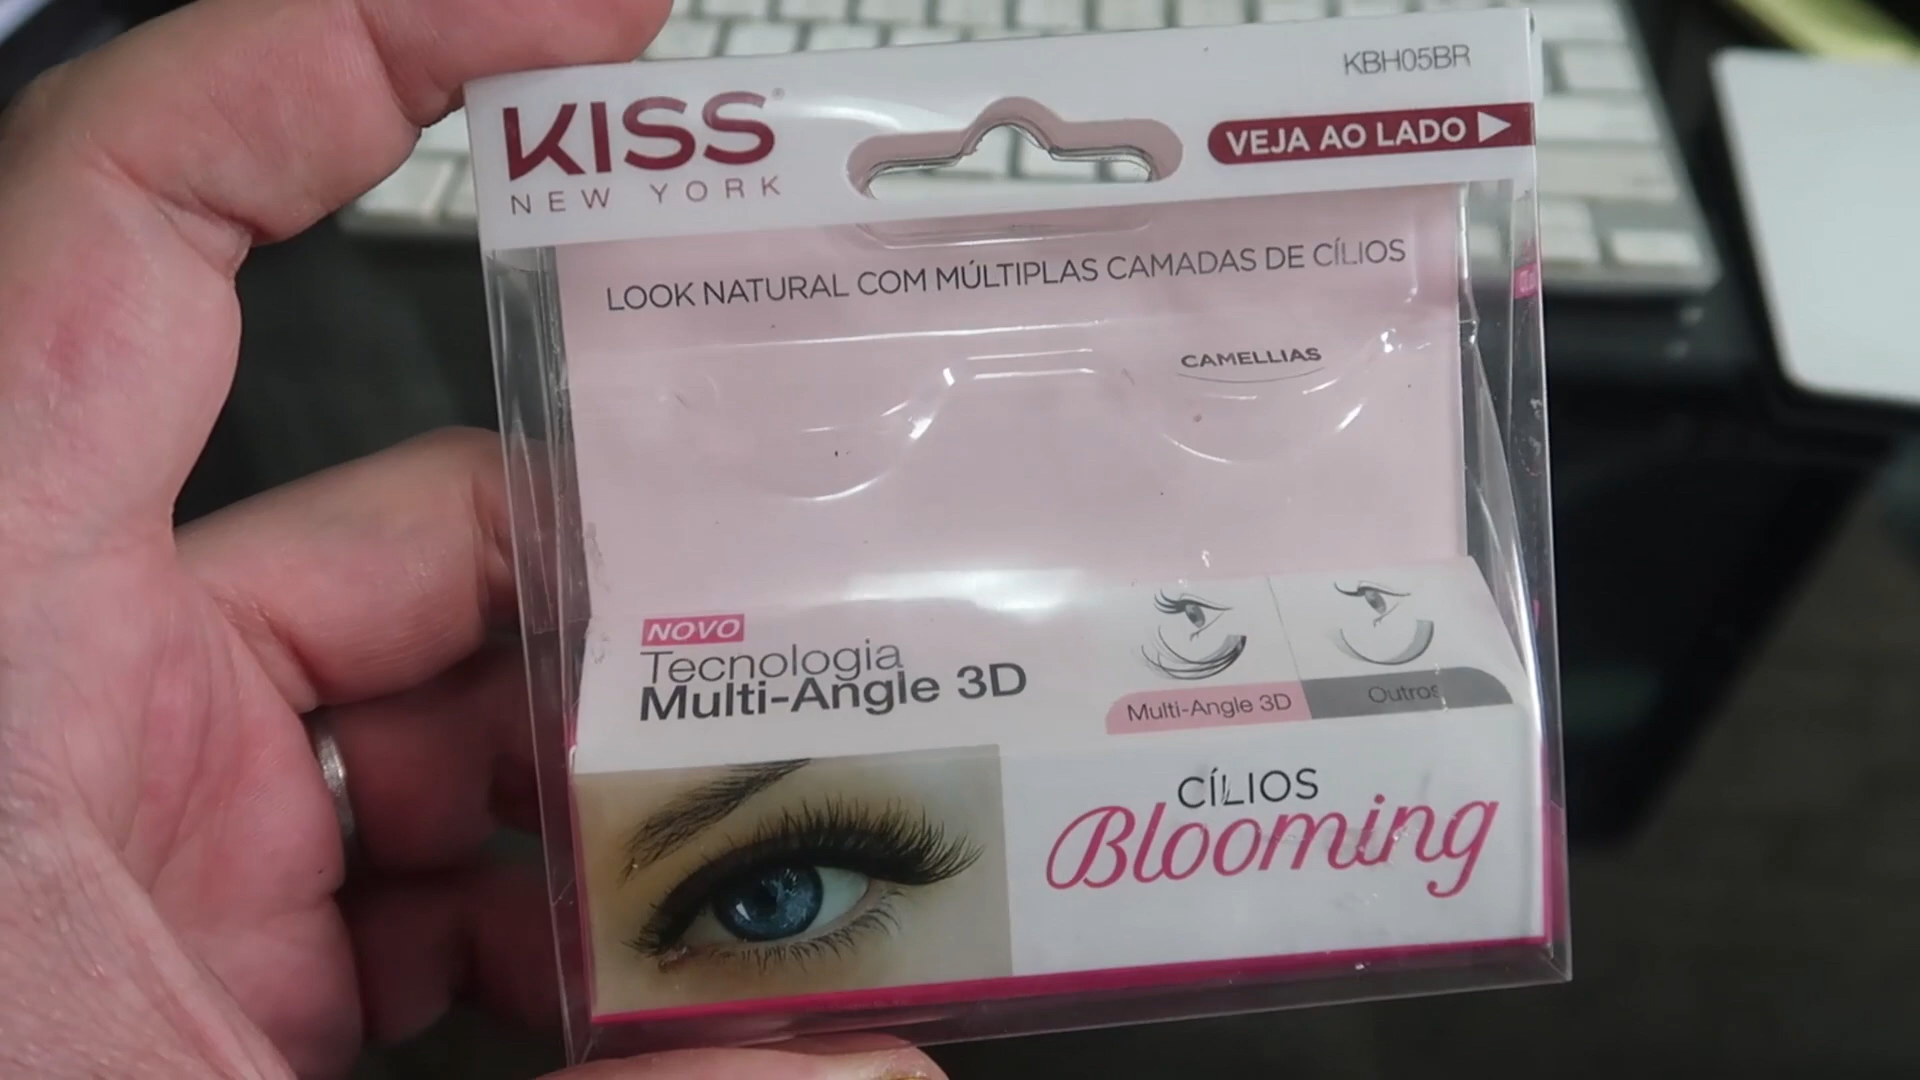 KISS
NEW YORK
KBH05BR
VEJA AO LADO
LOOK NATURAL COM MÚLTIPLAS CAMADAS DE CÍLIOS
CAMELLIAS
NOVO
Tecnologia
Multi-Angle 3D
Multi-Angle 3D
Outros
CÍLIOS
Blooming